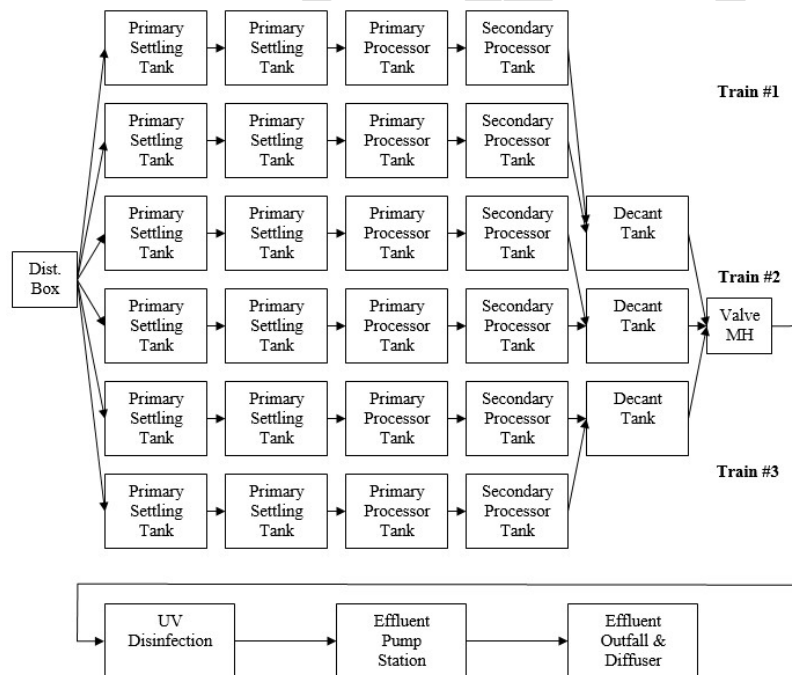 Primary
Settling
Tank
Primary
Settling
Tank
Primary
Processor
Tank
Secondary
Processor
Tank
Train #1
Primary
Settling
Tank
Primary
Settling
Tank
Primary
Processor
Tank
Secondary
Processor
Tank
Primary
Settling
Tank
Primary
Settling
Tank
Primary
Processor
Tank
Secondary
Processor
Tank
Decant
Tank
Dist.
Box
Train #2
Primary
Settling
Tank
Primary
Settling
Tank
Primary
Processor
Tank
Secondary
Processor
Tank
Decant
Tank
Valve
MH
Primary
Settling
Tank
Primary
Settling
Tank
Primary
Processor
Tank
Secondary
Processor
Tank
Decant
Tank
Train #3
Primary
Settling
Tank
Primary
Settling
Tank
Primary
Processor
Tank
Secondary
Processor
Tank
UV
Disinfection
Effluent
Pump
Station
Effluent
Outfall &
Diffuser